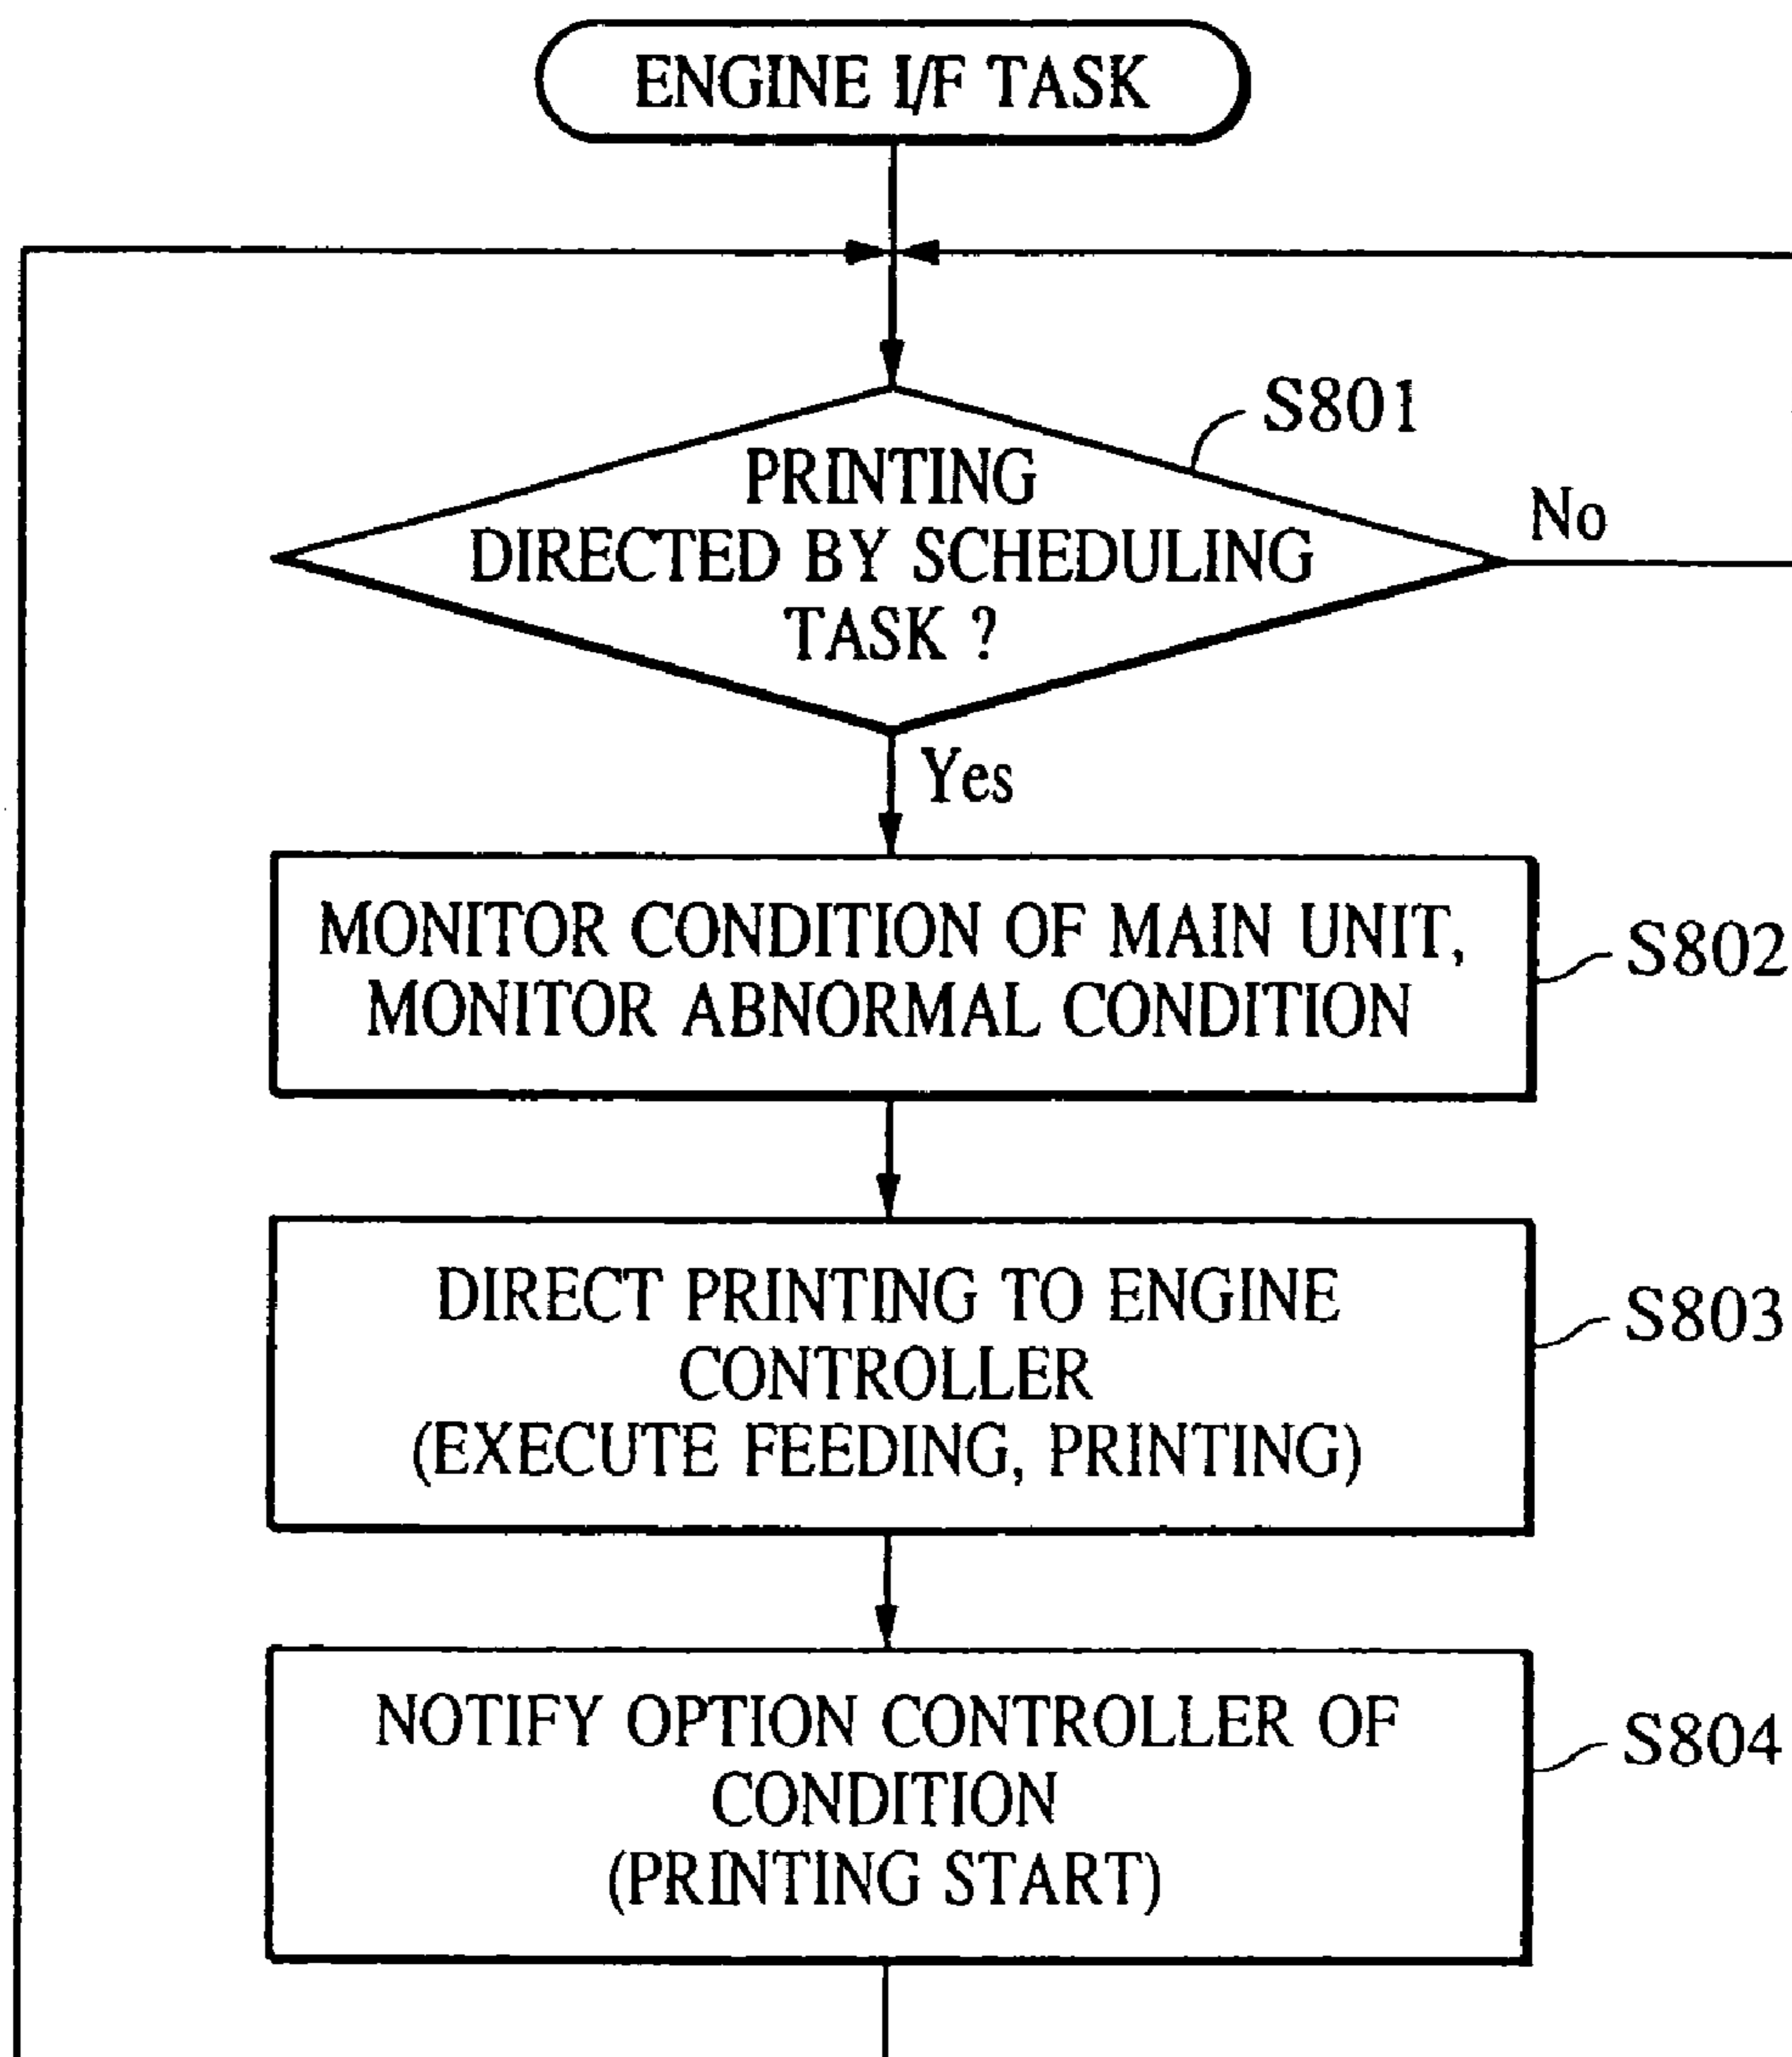 ENGINE I/F TASK
S801
PRINTING
DIRECTED BY SCHEDULING
TASK ?
No
Yes
MONITOR CONDITION OF MAIN UNIT,
MONITOR ABNORMAL CONDITION
S802
DIRECT PRINTING TO ENGINE
CONTROLLER
(EXECUTE FEEDING, PRINTING)
S803
NOTIFY OPTION CONTROLLER OF
CONDITION
(PRINTING START)
S804